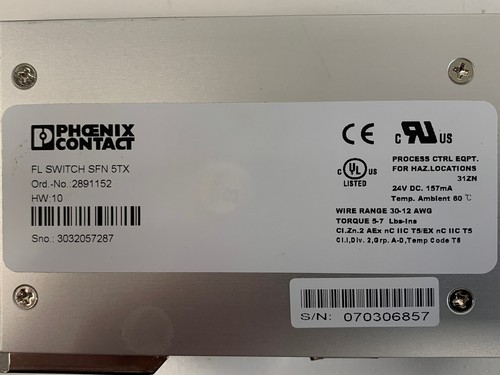 PHŒNIX
CONTACT
FL SWITCH SFN 5TX
Ord.-No.:2891152
HW:10
Sno.: 3032057287
CE
c RU US
C UL US
LISTED
PROCESS CTRL EQPT.
FOR HAZ.LOCATIONS
31ZN
24V DC. 157mA
Temp. Ambient 60 ℃
WIRE RANGE 30-12 AWG
TORQUE 5-7 Lbs-Ins
Cl.Zn.2 AEx nC IIC T5/EX nC IIC T5
Cl.I,Div. 2,Grp. A-D,Temp Code T5
S/N: 070306857